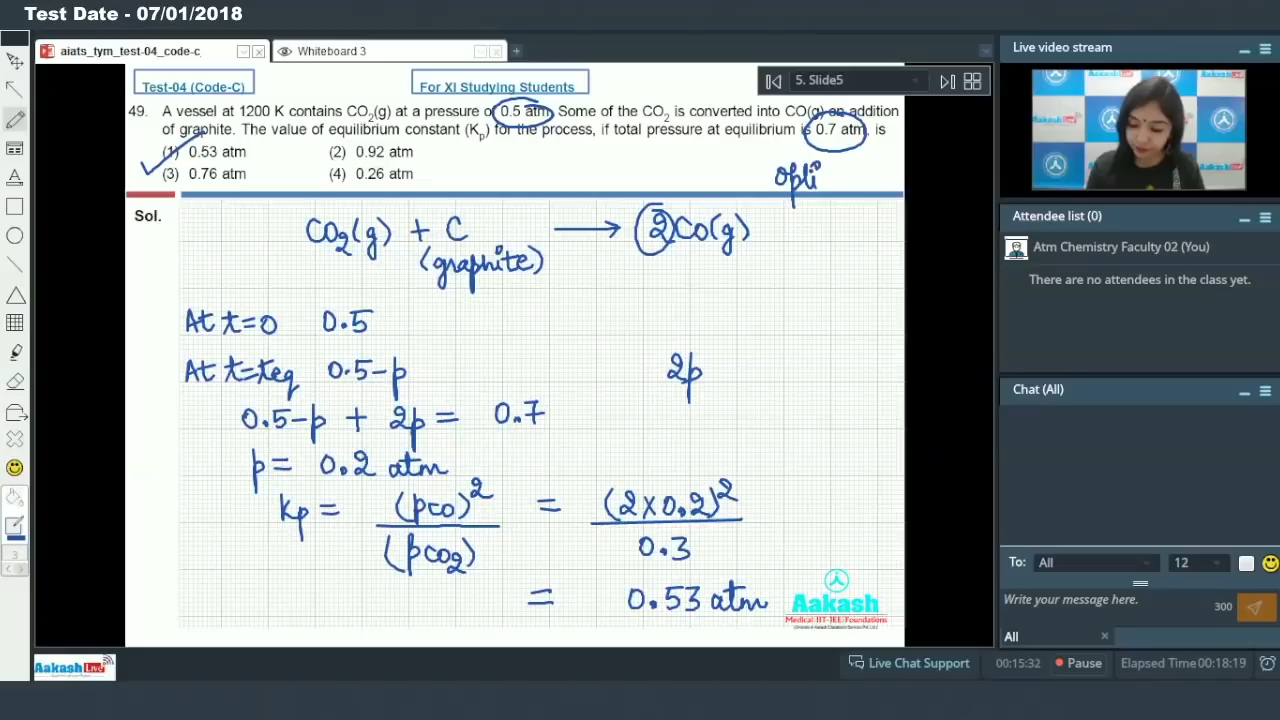 Test Date - 07/01/2018
aiats_tym_test-04_code-c
Whiteboard 3
Test-04 (Code-C)
For XI Studying Students
5. Slide5
49. A vessel at 1200 K contains CO2(g) at a pressure of 0.5 atm. Some of the CO2 is converted into CO(g) on addition
of graphite. The value of equilibrium constant (Kp) for the process, if total pressure at equilibrium is 0.7 atm, is
(1) 0.53 atm (2) 0.92 atm
(3) 0.76 atm (4) 0.26 atm
opti
Sol.
CO2(g) + C ⟶ 2CO(g)
(graphite)
At t=0 0.5
At t=teq 0.5-p 2p
0.5-p + 2p = 0.7
p = 0.2 atm
Kp = (pco)2 = (2×0.2)2
(pco2) 0.3
= 0.53 atm
Aakash
Medical|IIT-JEE|Foundations
Live video stream
Attendee list (0)
Atm Chemistry Faculty 02 (You)
There are no attendees in the class yet.
Chat (All)
To: All 12
Write your message here.
300
All
3
Aakash Live
Live Chat Support
00:15:32
Pause
Elapsed Time 00:18:19